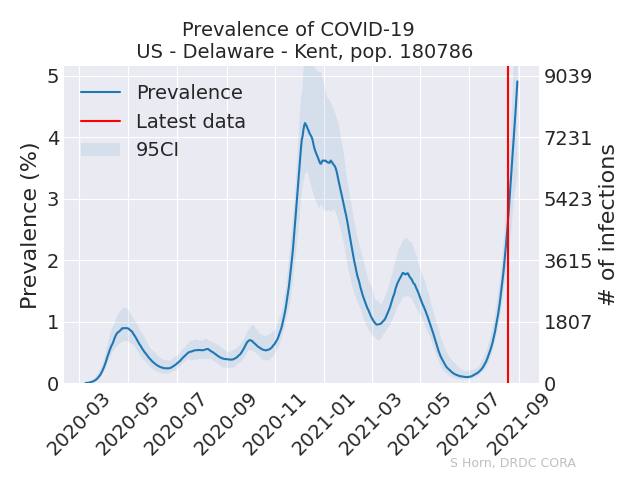 Prevalence of COVID-19
US - Delaware - Kent, pop. 180786
Prevalence
Latest data
95CI
Prevalence (%)
5
4
3
2
1
0
9039
7231
5423
3615
1807
0
# of infections
2020-03
2020-05
2020-07
2020-09
2020-11
2021-01
2021-03
2021-05
2021-07
2021-09
S Horn, DRDC CORA